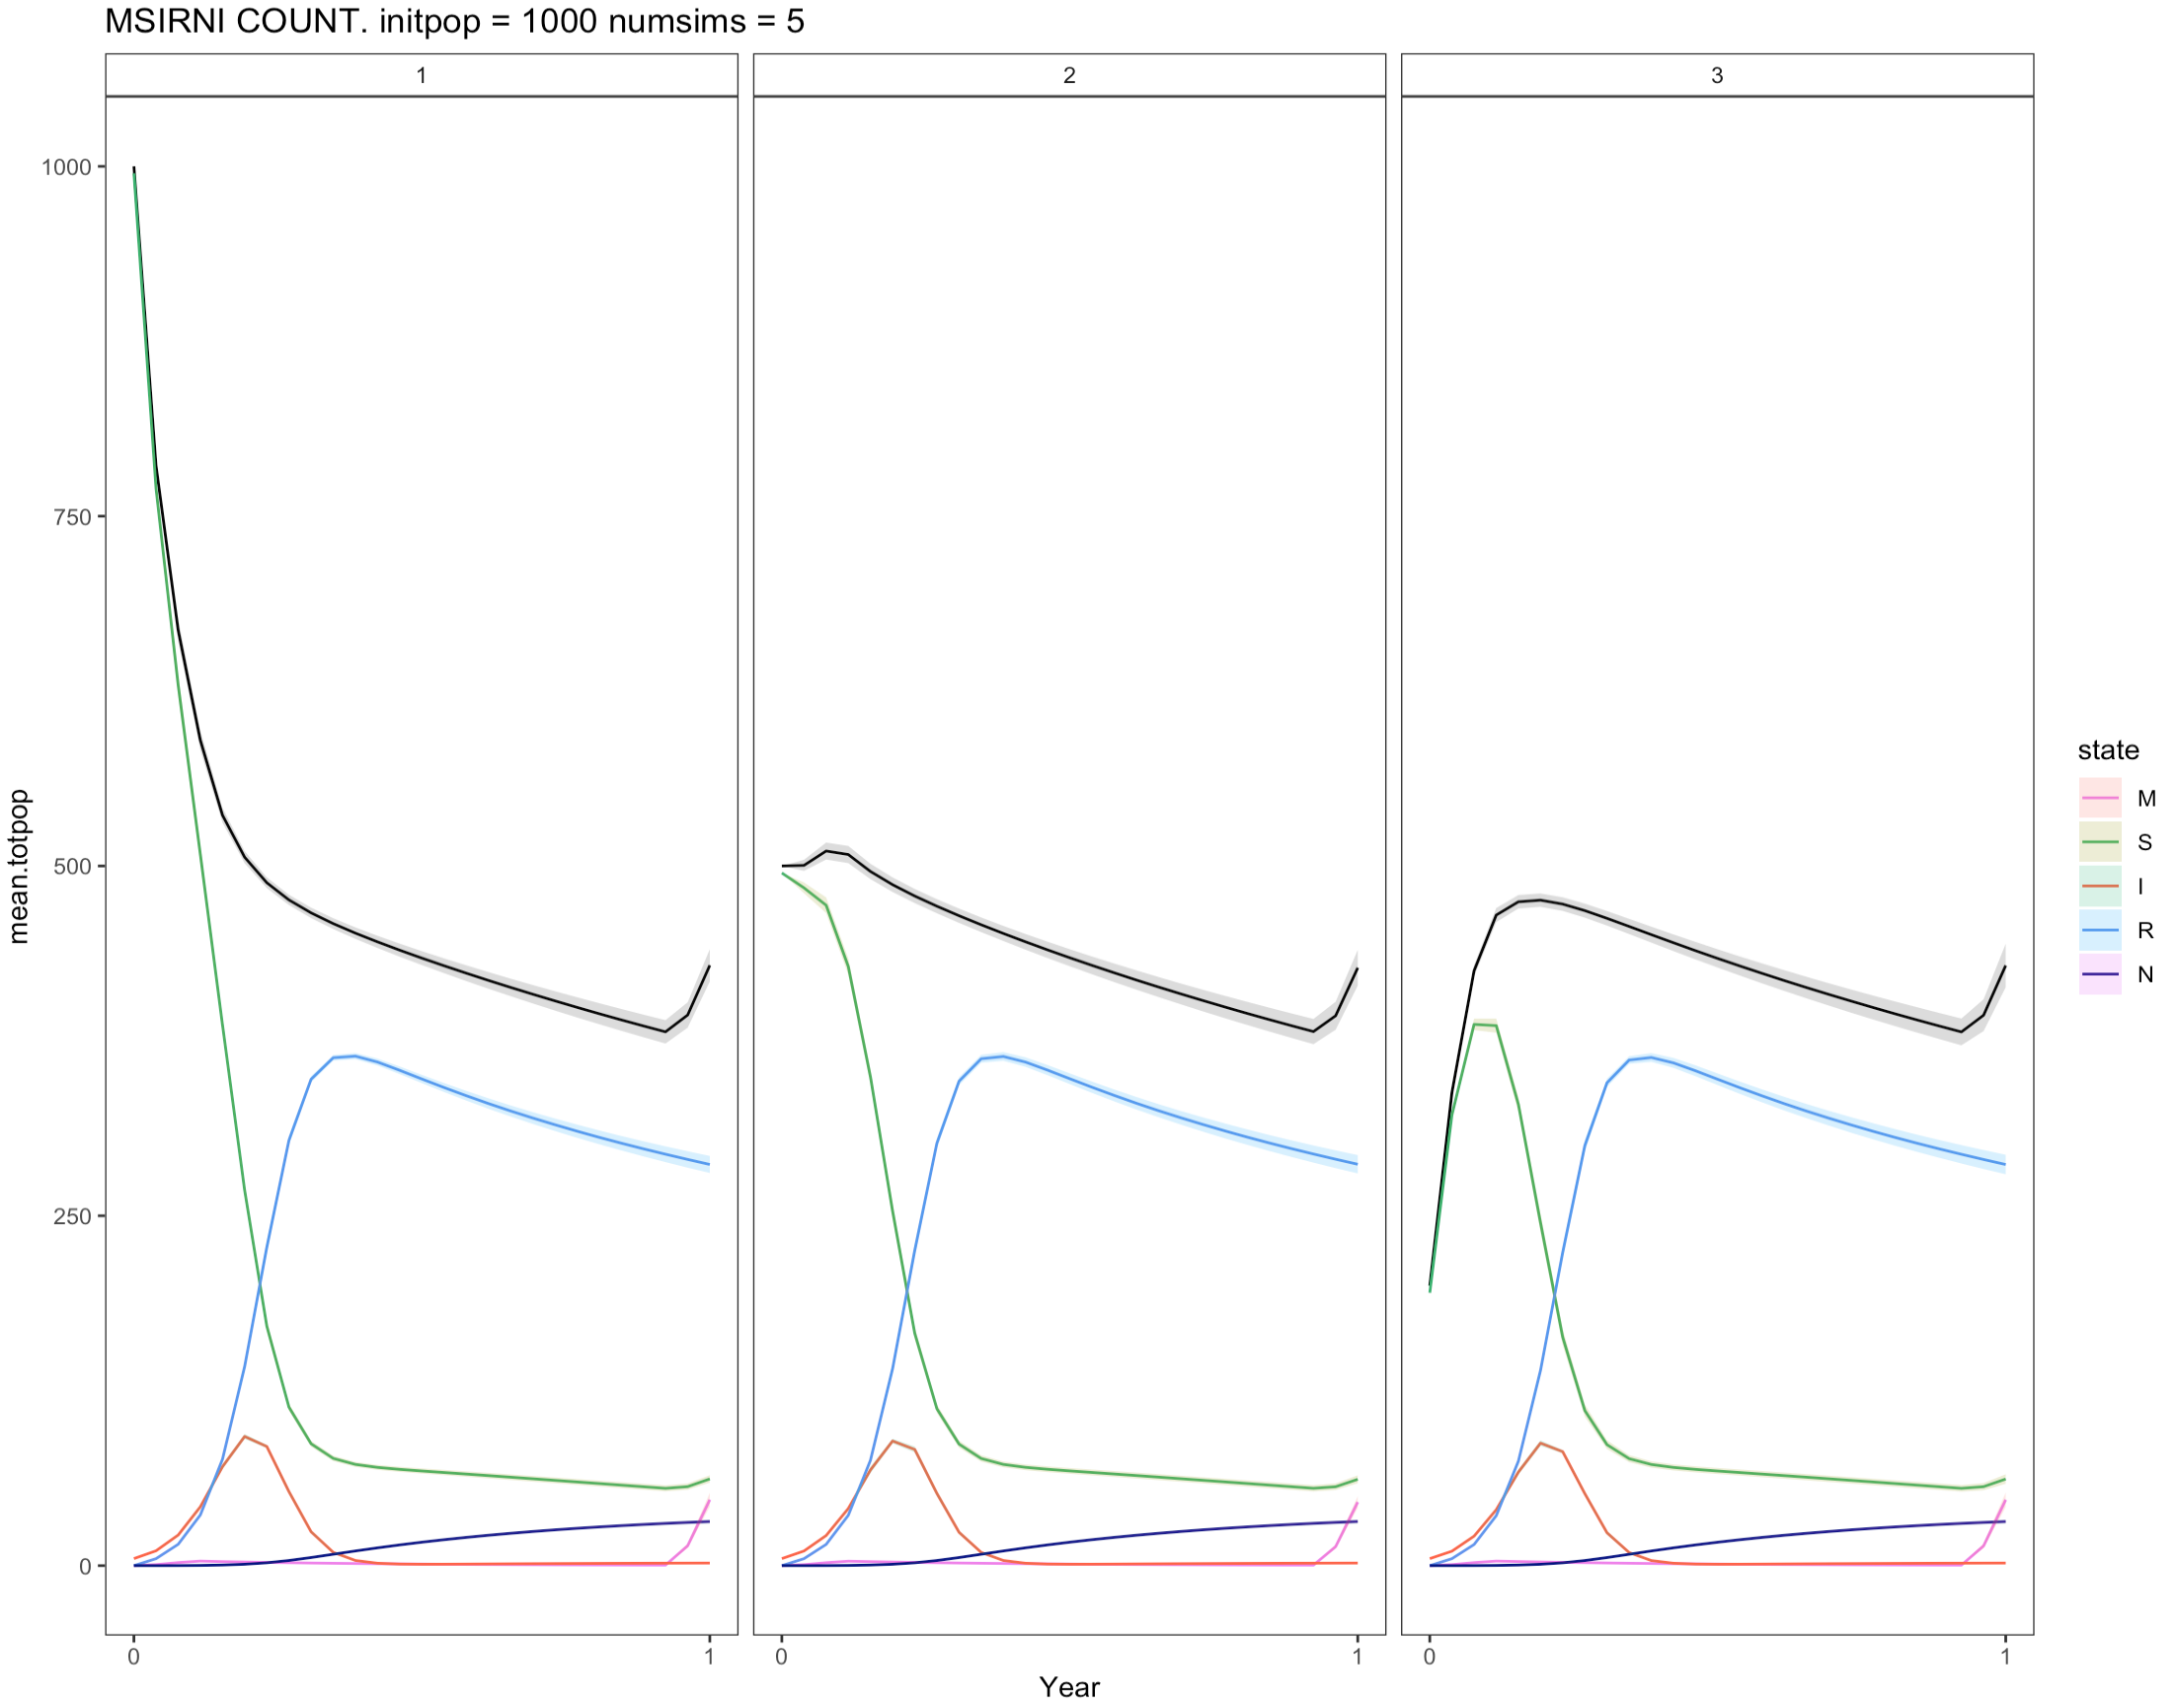 MSIRNI COUNT. initpop = 1000 numsims = 5
1 2 3
mean.totpop
1000
750
500
250
0
0 1 0 1 0 1
Year
state
M
S
I
R
N